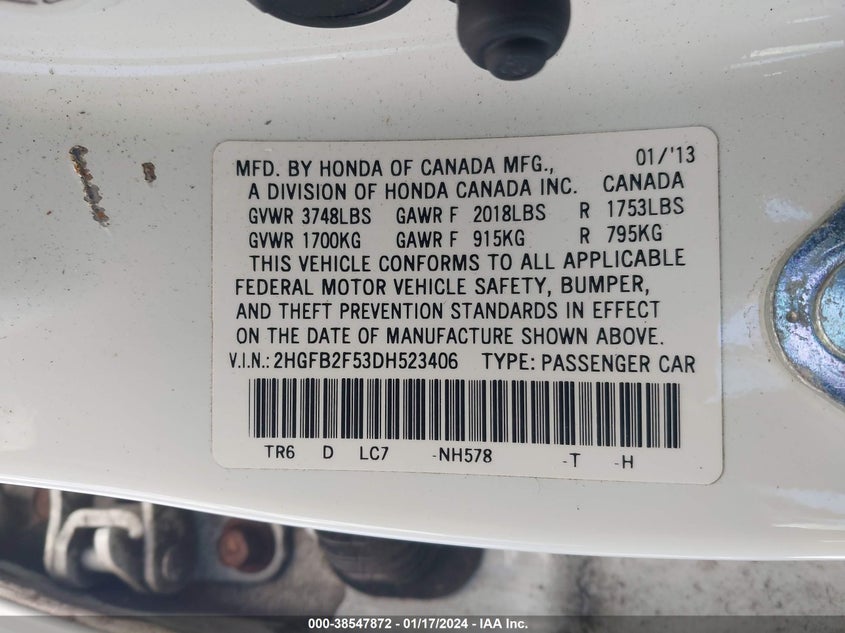 MFD. BY HONDA OF CANADA MFG., 01/'13
A DIVISION OF HONDA CANADA INC. CANADA
GVWR 3748LBS GAWR F 2018LBS R 1753LBS
GVWR 1700KG GAWR F 915KG R 795KG
THIS VEHICLE CONFORMS TO ALL APPLICABLE
FEDERAL MOTOR VEHICLE SAFETY, BUMPER,
AND THEFT PREVENTION STANDARDS IN EFFECT
ON THE DATE OF MANUFACTURE SHOWN ABOVE.
V.I.N.: 2HGFB2F53DH523406 TYPE: PASSENGER CAR
TR6 D LC7 -NH578 -T -H
000-38547872 - 01/17/2024 - IAA Inc.